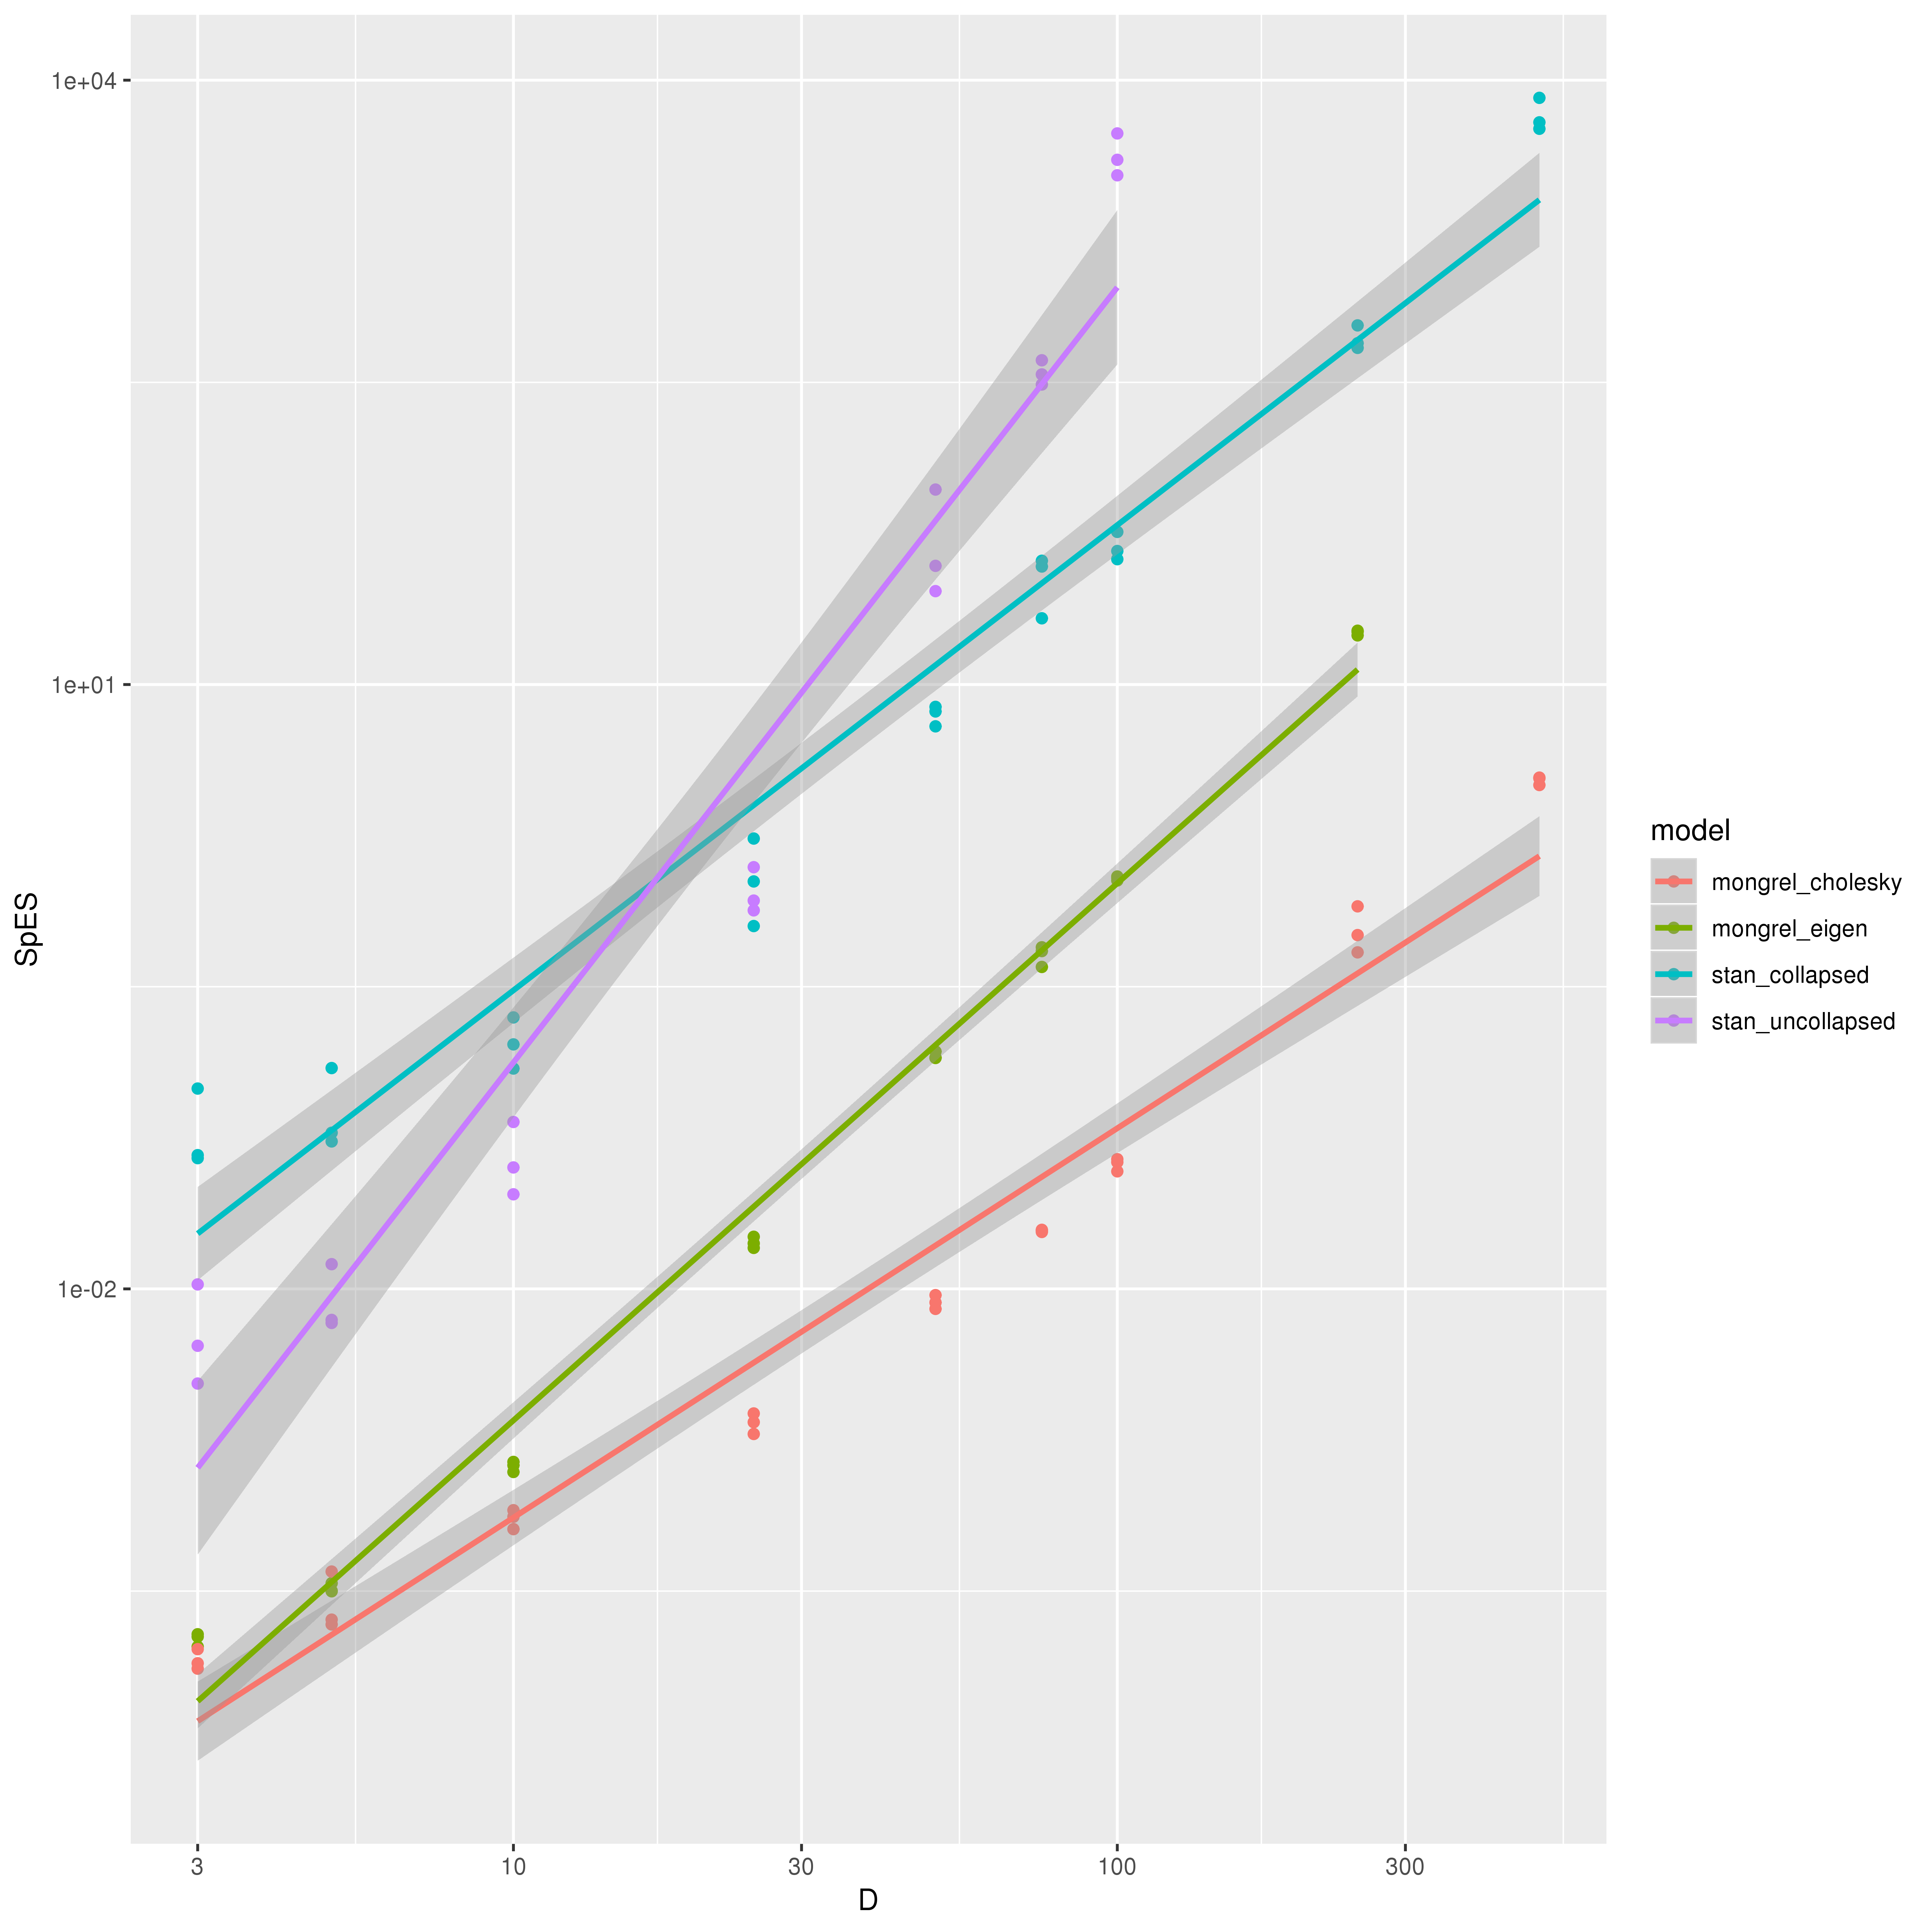 1e+04
1e+01
1e-02
SpES
3
10
30
100
300
D
model
mongrel_cholesky
mongrel_eigen
stan_collapsed
stan_uncollapsed